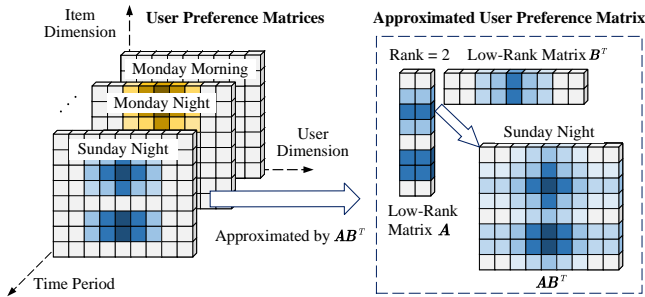 Item
Dimension
User Preference Matrices
Monday Morning
Monday Night
Sunday Night
User
Dimension
Approximated by AB^T
Time Period
Approximated User Preference Matrix
Rank = 2
Low-Rank Matrix B^T
Sunday Night
Low-Rank
Matrix A
AB^T